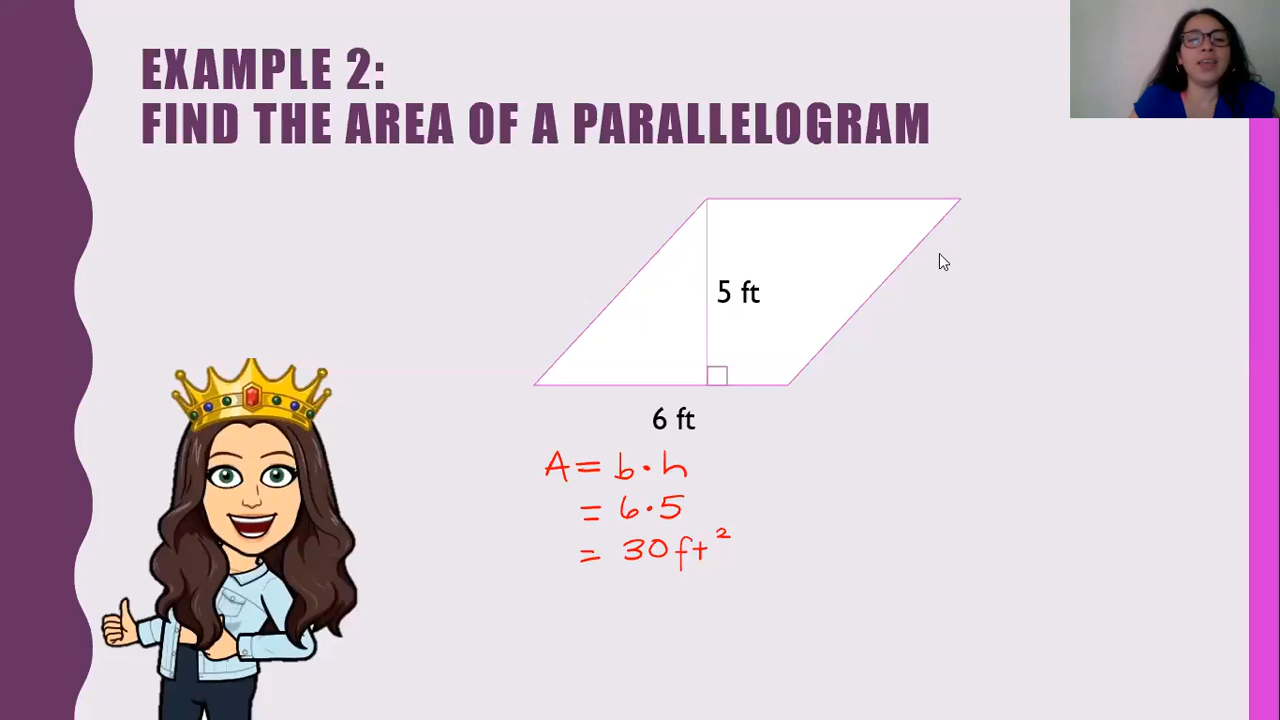 EXAMPLE 2:
FIND THE AREA OF A PARALLELOGRAM
5 ft
6 ft
A = b · h
= 6 · 5
= 30 ft²